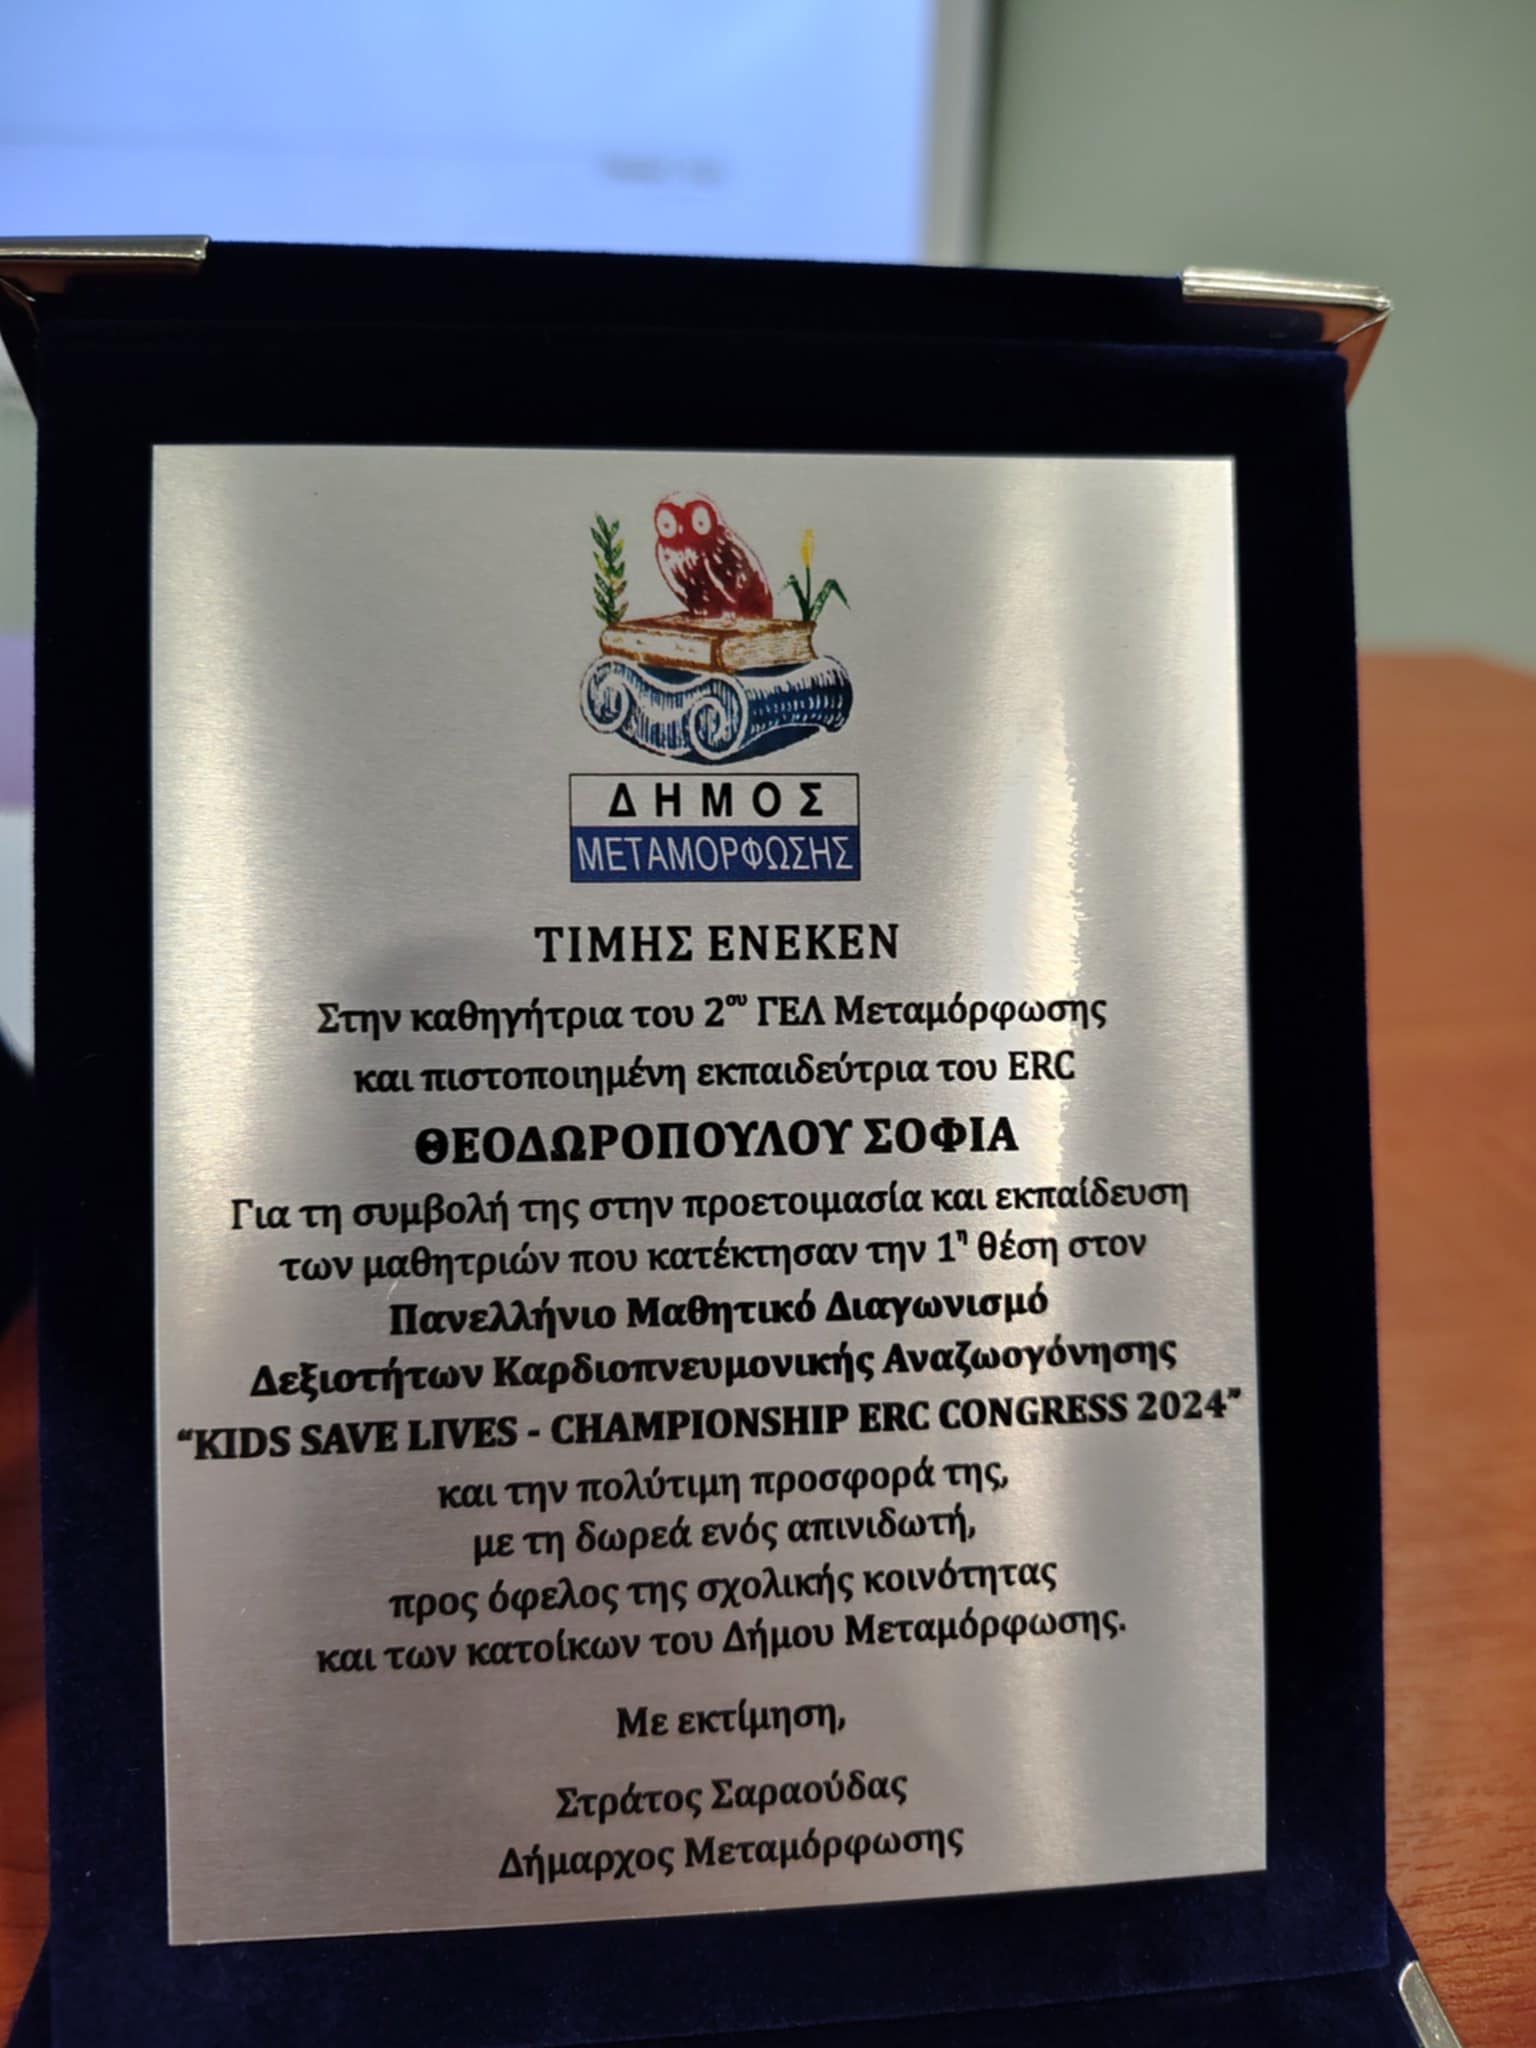 ΔΗΜΟΣ
ΜΕΤΑΜΟΡΦΩΣΗΣ
ΤΙΜΗΣ ΕΝΕΚΕΝ
Στην καθηγήτρια του 2ου ΓΕΛ Μεταμόρφωσης
και πιστοποιημένη εκπαιδεύτρια του ERC
ΘΕΟΔΩΡΟΠΟΥΛΟΥ ΣΟΦΙΑ
Για τη συμβολή της στην προετοιμασία και εκπαίδευση
των μαθητριών που κατέκτησαν την 1η θέση στον
Πανελλήνιο Μαθητικό Διαγωνισμό
Δεξιοτήτων Καρδιοπνευμονικής Αναζωογόνησης
“KIDS SAVE LIVES - CHAMPIONSHIP ERC CONGRESS 2024”
και την πολύτιμη προσφορά της,
με τη δωρεά ενός απινιδωτή,
προς όφελος της σχολικής κοινότητας
και των κατοίκων του Δήμου Μεταμόρφωσης.
Με εκτίμηση,
Στράτος Σαραούδας
Δήμαρχος Μεταμόρφωσης